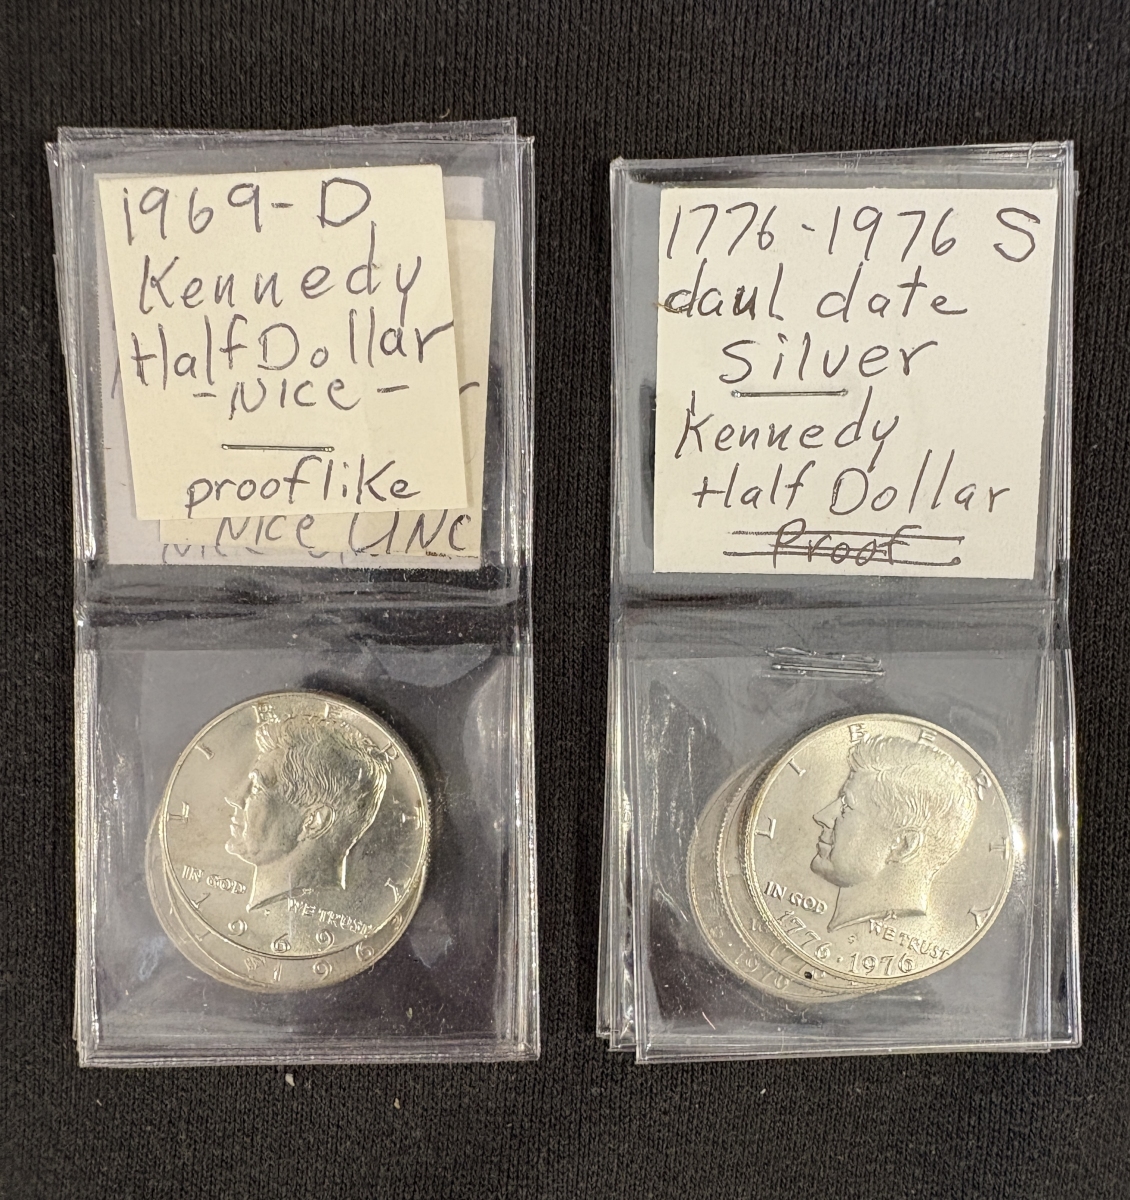 1969-D
Kennedy
Half Dollar
-NICE-
prooflike
NICE UNC
LIBERTY
IN GOD WE TRUST
1969
196
1776-1976 S
daul date
silver
Kennedy
Half Dollar
Proof
LIBERTY
IN GOD WE TRUST
1776·1976